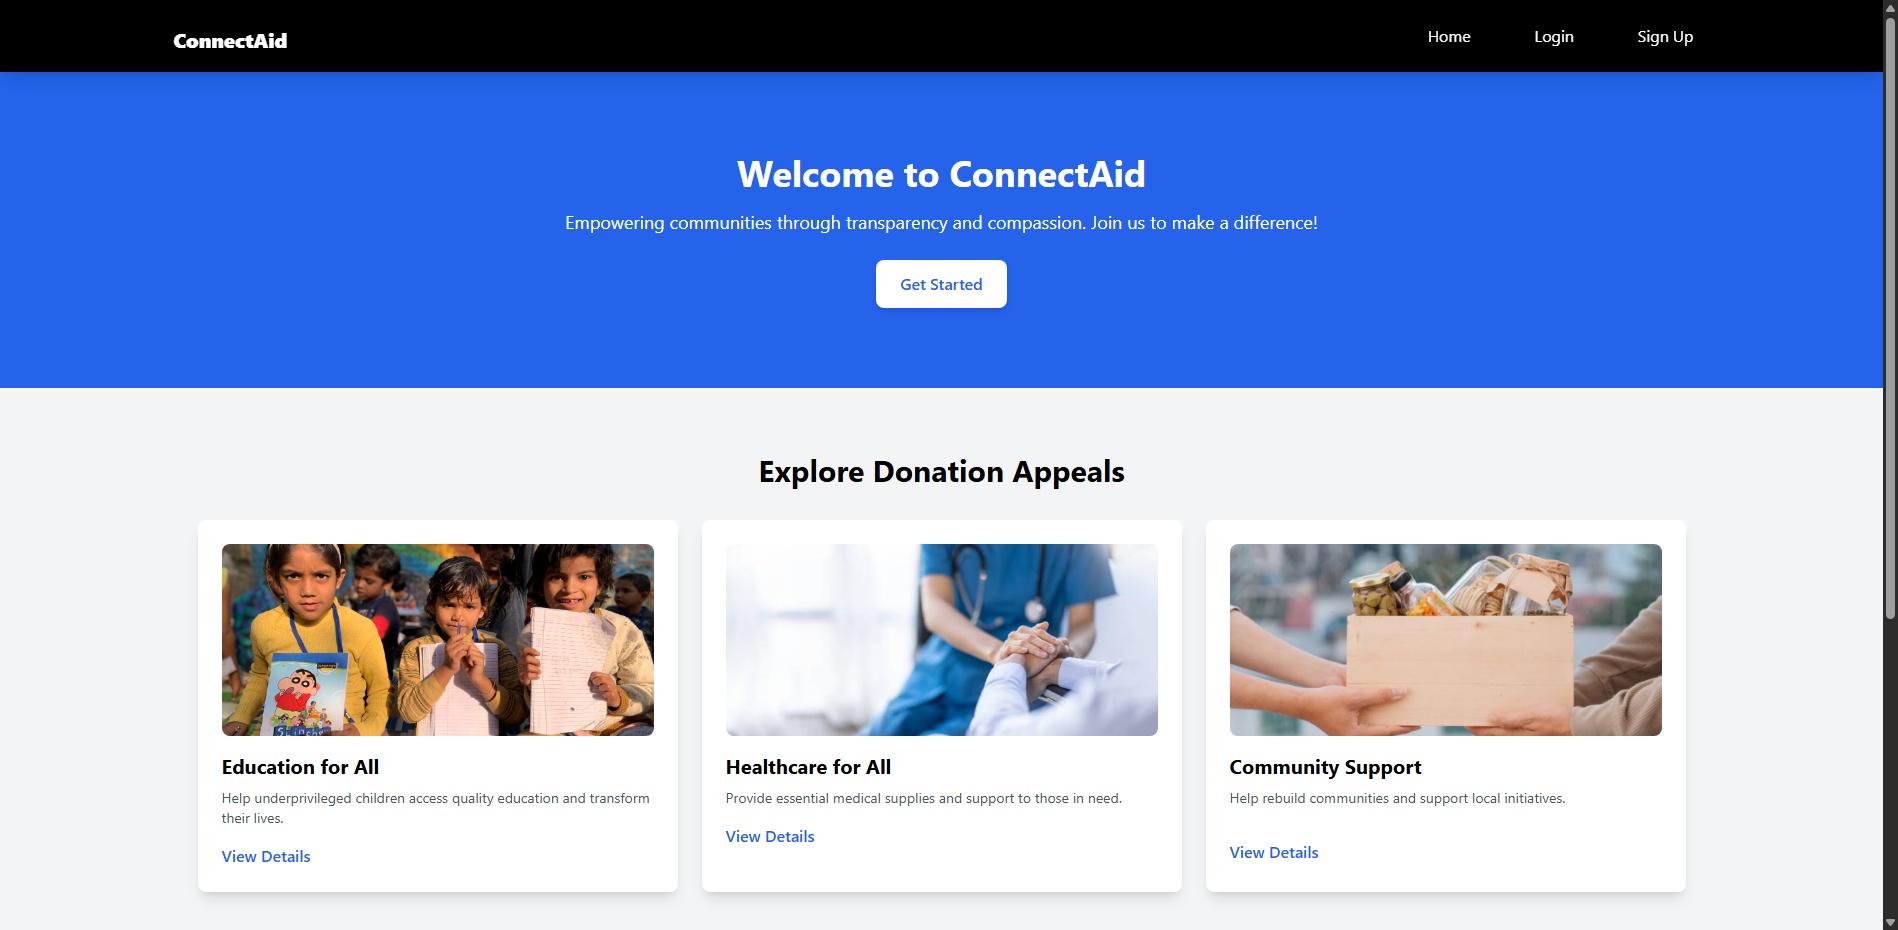 ConnectAid
Home
Login
Sign Up
Welcome to ConnectAid
Empowering communities through transparency and compassion. Join us to make a difference!
Get Started
Explore Donation Appeals
Education for All
Help underprivileged children access quality education and transform
their lives.
View Details
Healthcare for All
Provide essential medical supplies and support to those in need.
View Details
Community Support
Help rebuild communities and support local initiatives.
View Details